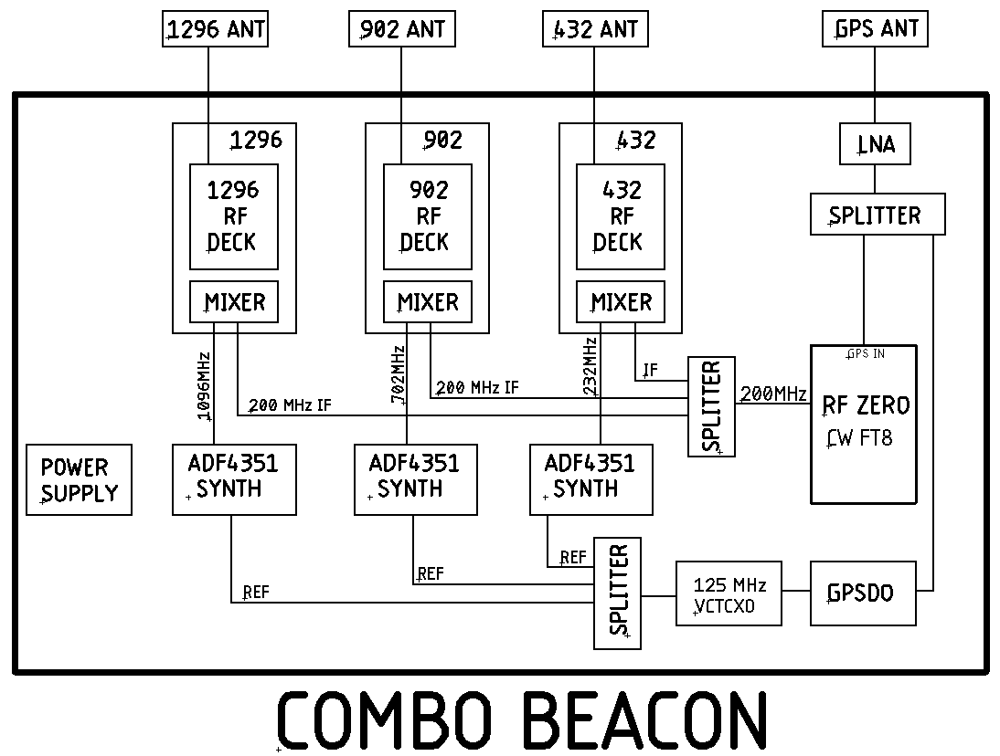 1296 ANT
902 ANT
432 ANT
GPS ANT
1296
902
432
LNA
1296
RF
DECK
902
RF
DECK
432
RF
DECK
SPLITTER
MIXER
MIXER
MIXER
1096MHz
702MHz
232MHz
IF
200 MHz IF
200 MHz IF
SPLITTER
200MHz
GPS IN
RF ZERO
CW FT8
POWER
SUPPLY
ADF4351
SYNTH
ADF4351
SYNTH
ADF4351
SYNTH
REF
REF
REF
SPLITTER
125 MHz
VCTCXO
GPSDO
COMBO BEACON